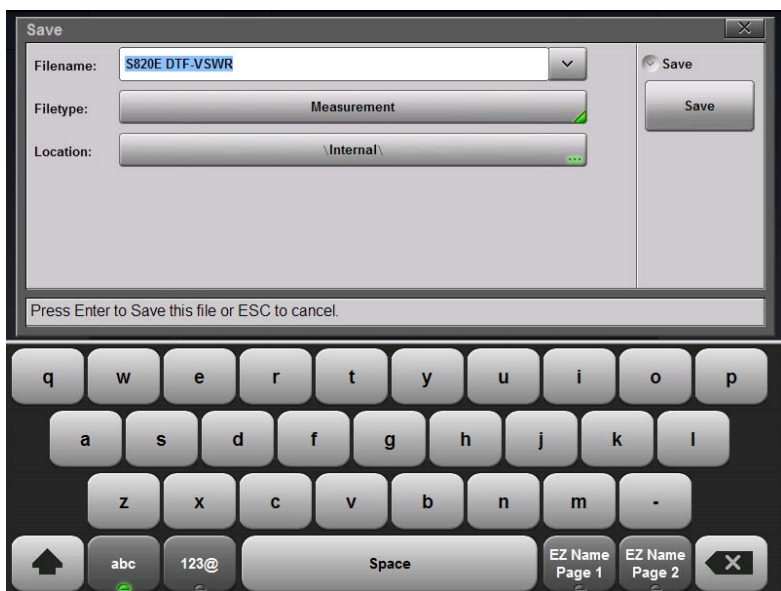 Save
Filename: S820E DTF-VSWR
Save
Filetype: Measurement
Save
Location: \Internal\
...
Press Enter to Save this file or ESC to cancel.
q w e r t y u i o p
a s d f g h j k l
z x c v b n m -
abc 123@ Space EZ Name Page 1 EZ Name Page 2